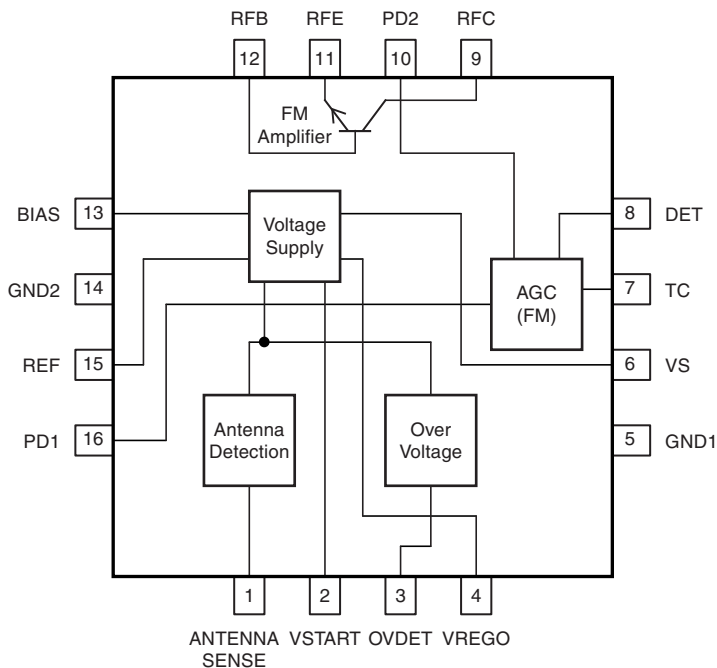 RFB RFE PD2 RFC
12 11 10 9
FM
Amplifier
BIAS 13
Voltage
Supply
8 DET
GND2 14
AGC
(FM)
7 TC
REF 15
6 VS
PD1 16
Antenna
Detection
Over
Voltage
5 GND1
1 2 3 4
ANTENNA
SENSE
VSTART OVDET VREGO